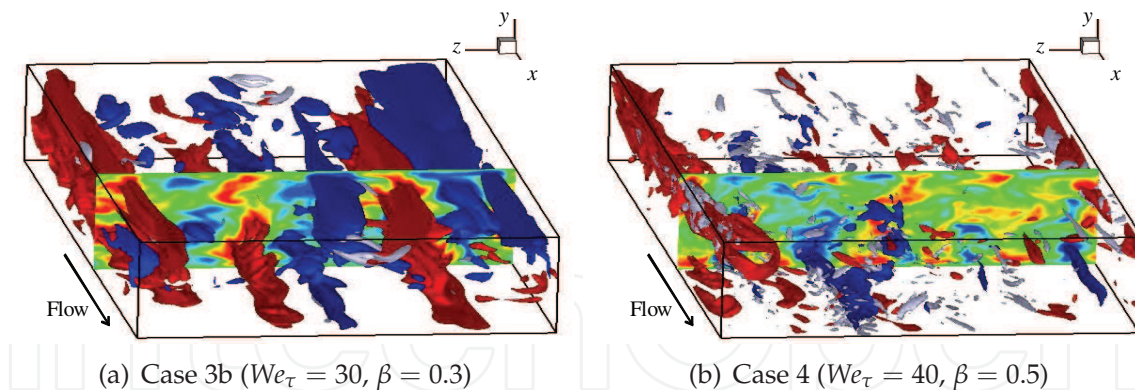 y
z
x
Flow
y
z
x
Flow
(a) Case 3b (We_τ = 30, β = 0.3)
(b) Case 4 (We_τ = 40, β = 0.5)